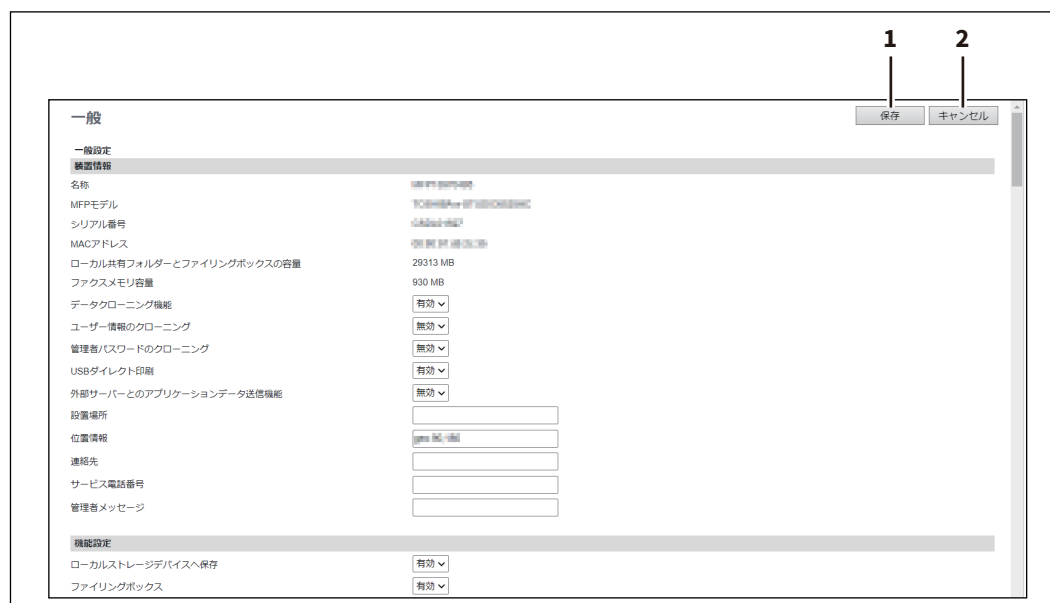 1 2
一般 保存 キャンセル
一般設定
装置情報
名称
MFPモデル
シリアル番号
MACアドレス
ローカル共有フォルダーとファイリングボックスの容量 29313 MB
ファクスメモリ容量 930 MB
データクローニング機能 有効
ユーザー情報のクローニング 無効
管理者パスワードのクローニング 無効
USBダイレクト印刷 有効
外部サーバーとのアプリケーションデータ送信機能 無効
設置場所
位置情報
連絡先
サービス電話番号
管理者メッセージ
機能設定
ローカルストレージデバイスへ保存 有効
ファイリングボックス 有効